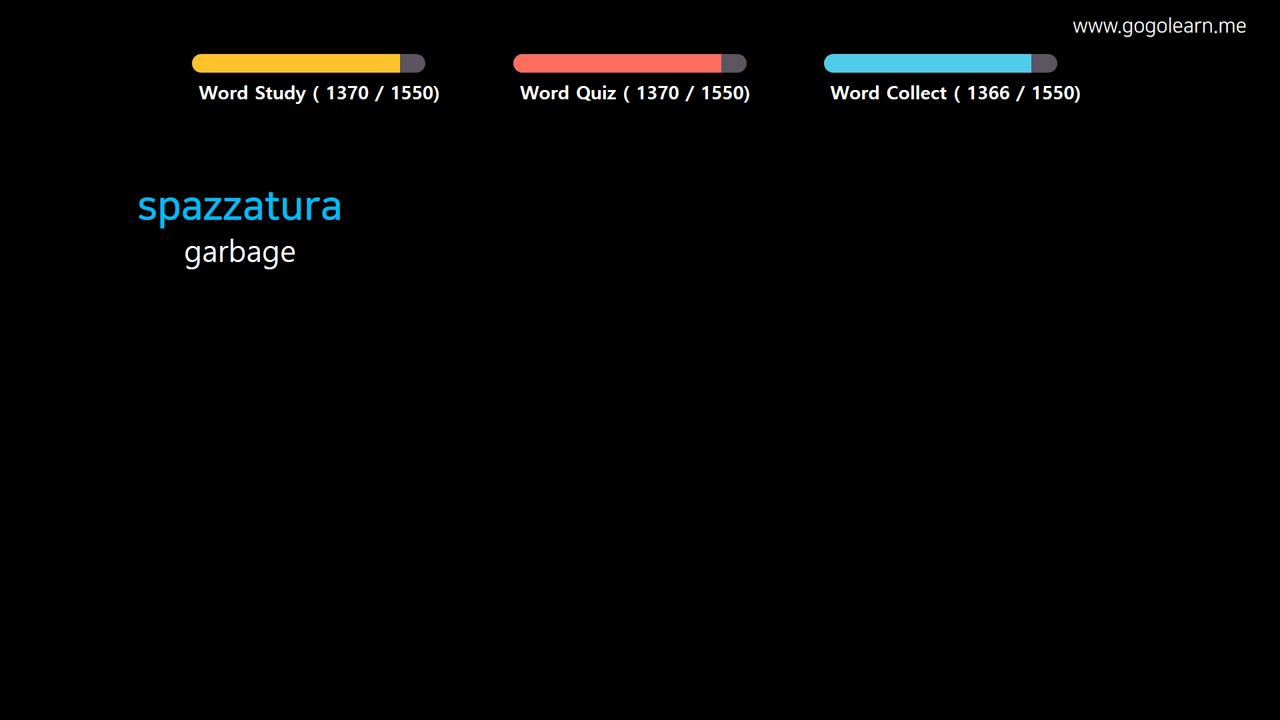 www.gogolearn.me
Word Study ( 1370 / 1550)
Word Quiz ( 1370 / 1550)
Word Collect ( 1366 / 1550)
spazzatura
garbage